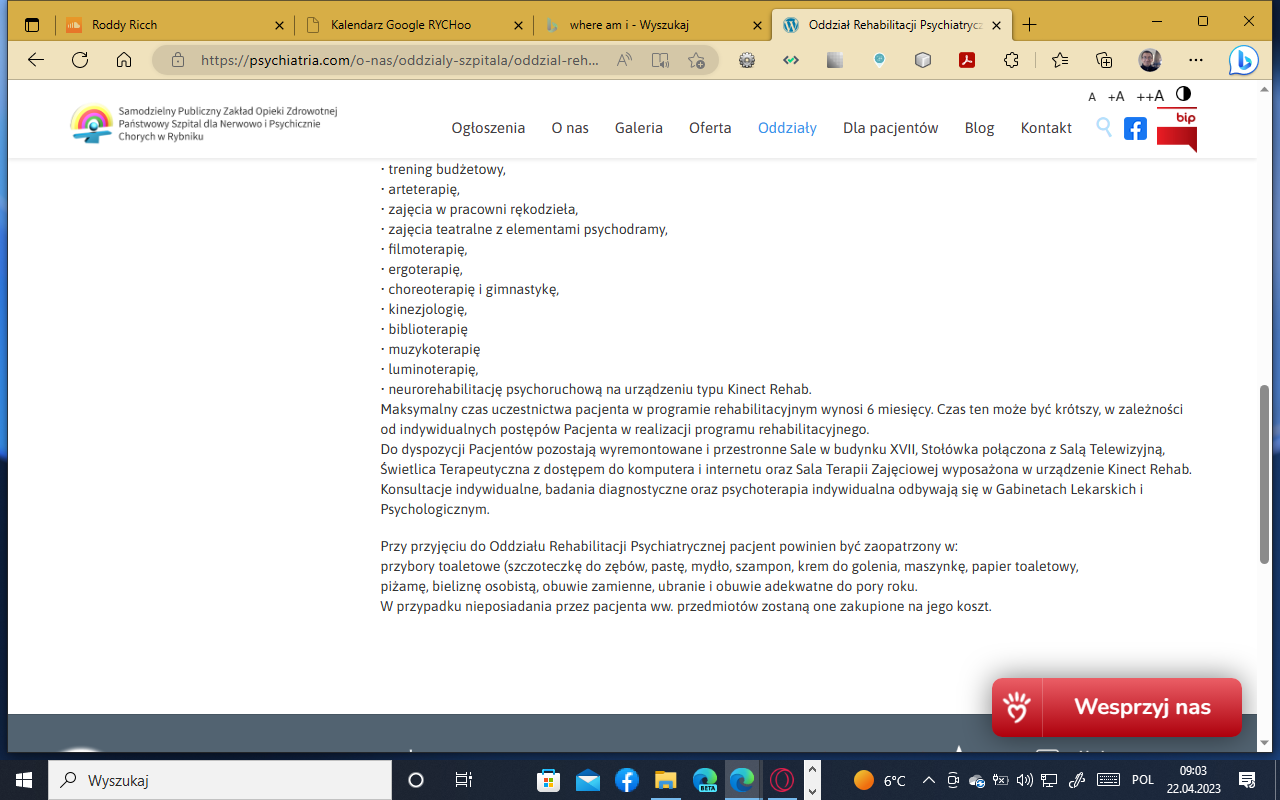 Roddy Ricch
Kalendarz Google RYCHoo
where am i - Wyszukaj
Oddział Rehabilitacji Psychiatrycz
https://psychiatria.com/o-nas/oddzialy-szpitala/oddzial-reh...
A +A ++A
Samodzielny Publiczny Zakład Opieki Zdrowotnej
Państwowy Szpital dla Nerwowo i Psychicznie
Chorych w Rybniku
Ogłoszenia O nas Galeria Oferta Oddziały Dla pacjentów Blog Kontakt
bip
· trening budżetowy,
· arteterapię,
· zajęcia w pracowni rękodzieła,
· zajęcia teatralne z elementami psychodramy,
· filmoterapię,
· ergoterapię,
· choreoterapię i gimnastykę,
· kinezjologię,
· biblioterapię
· muzykoterapię
· luminoterapię,
· neurorehabilitację psychoruchową na urządzeniu typu Kinect Rehab.
Maksymalny czas uczestnictwa pacjenta w programie rehabilitacyjnym wynosi 6 miesięcy. Czas ten może być krótszy, w zależności
od indywidualnych postępów Pacjenta w realizacji programu rehabilitacyjnego.
Do dyspozycji Pacjentów pozostają wyremontowane i przestronne Sale w budynku XVII, Stołówka połączona z Salą Telewizyjną,
Świetlica Terapeutyczna z dostępem do komputera i internetu oraz Sala Terapii Zajęciowej wyposażona w urządzenie Kinect Rehab.
Konsultacje indywidualne, badania diagnostyczne oraz psychoterapia indywidualna odbywają się w Gabinetach Lekarskich i
Psychologicznym.
Przy przyjęciu do Oddziału Rehabilitacji Psychiatrycznej pacjent powinien być zaopatrzony w:
przybory toaletowe (szczoteczkę do zębów, pastę, mydło, szampon, krem do golenia, maszynkę, papier toaletowy,
piżamę, bieliznę osobistą, obuwie zamienne, ubranie i obuwie adekwatne do pory roku.
W przypadku nieposiadania przez pacjenta ww. przedmiotów zostaną one zakupione na jego koszt.
Wesprzyj nas
Wyszukaj
BETA
6°C
POL
09:03
22.04.2023